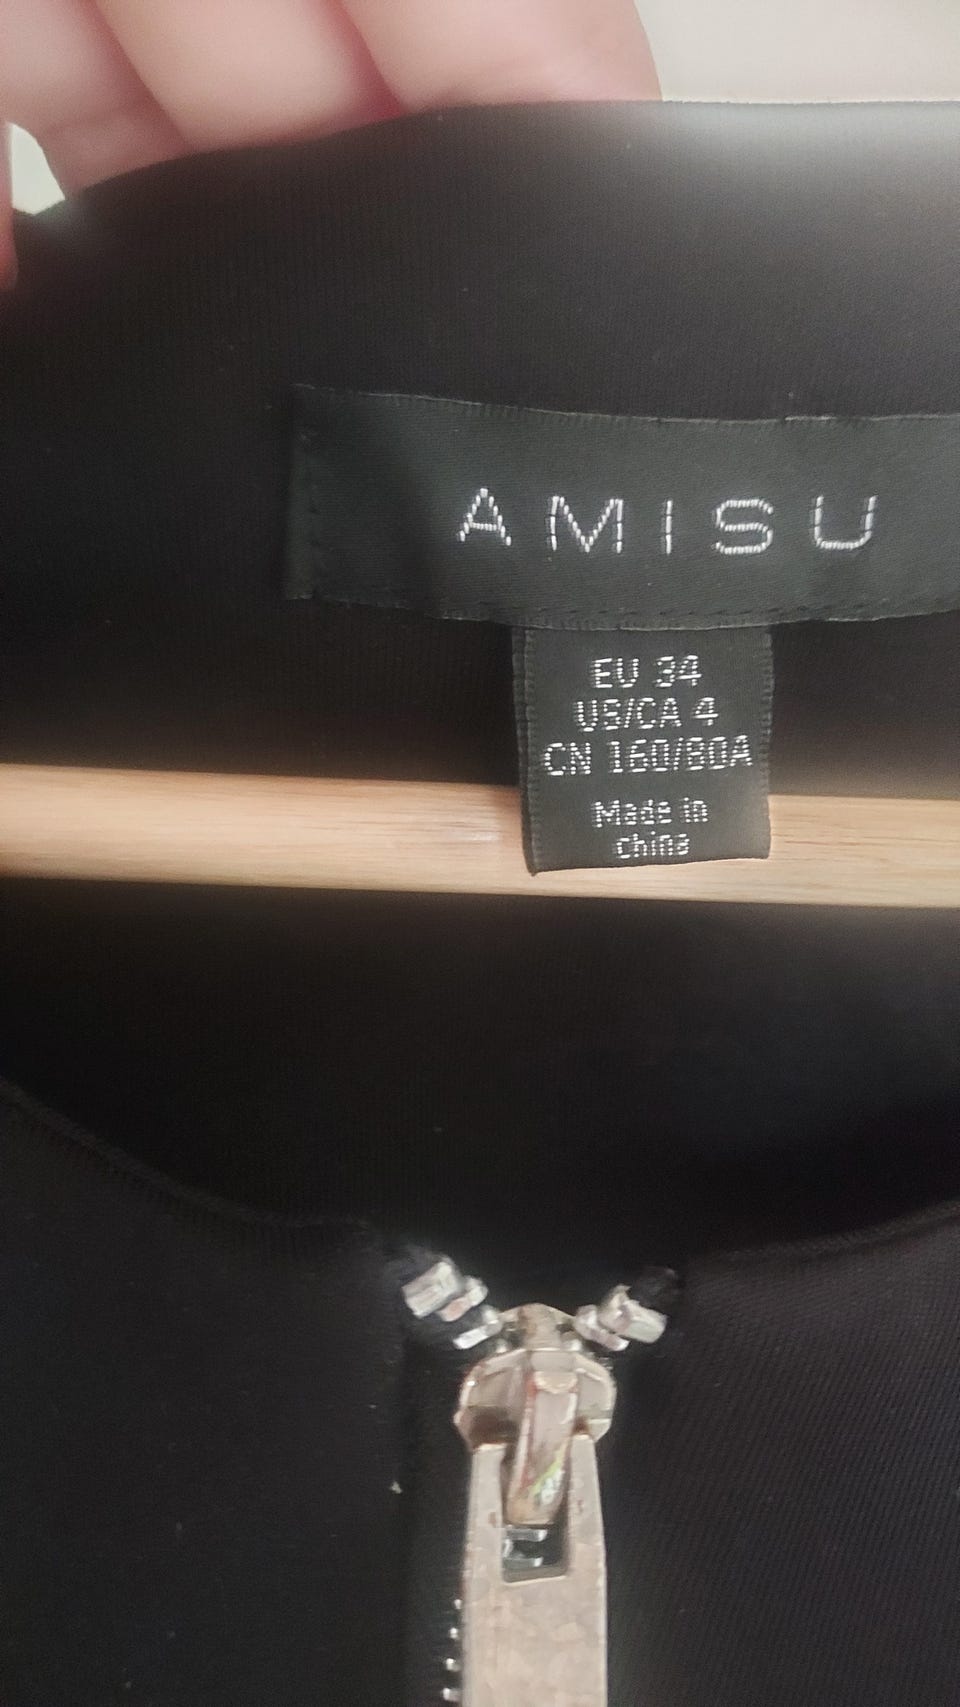 AMISU
EU 34
US/CA 4
CN 160/80A
Made in
China